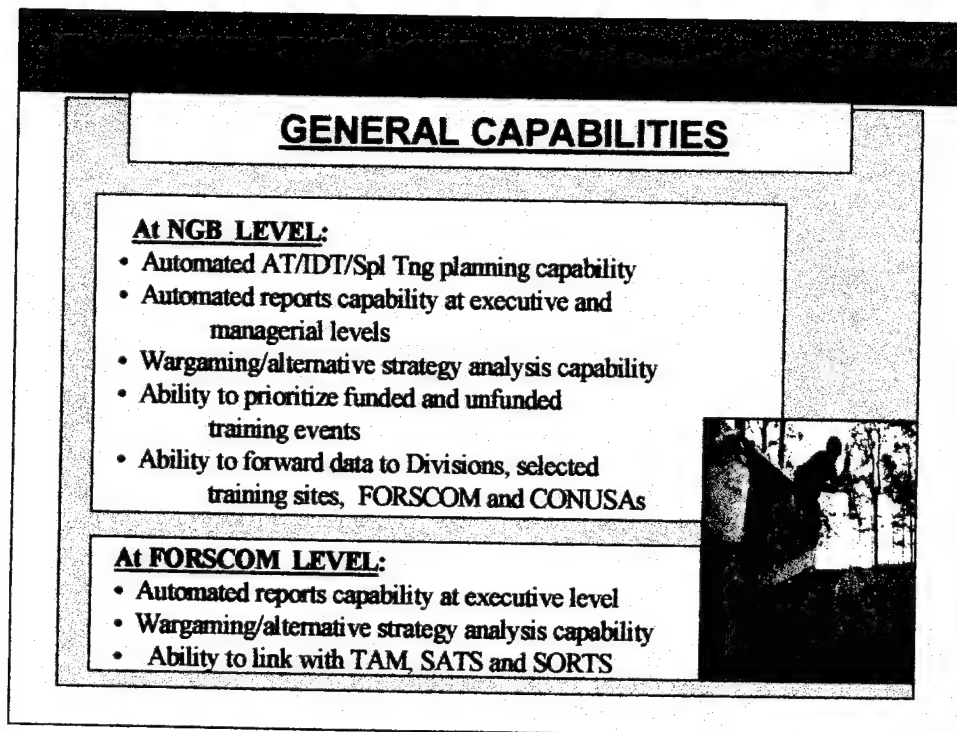 GENERAL CAPABILITIES
At NGB LEVEL:
• Automated AT/IDT/Spl Tng planning capability
• Automated reports capability at executive and
managerial levels
• Wargaming/alternative strategy analysis capability
• Ability to prioritize funded and unfunded
training events
• Ability to forward data to Divisions, selected
training sites, FORSCOM and CONUSAs
At FORSCOM LEVEL:
• Automated reports capability at executive level
• Wargaming/alternative strategy analysis capability
• Ability to link with TAM, SATS and SORTS